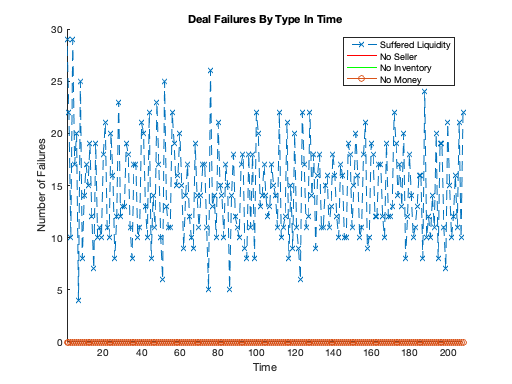 Deal Failures By Type In Time
Suffered Liquidity
No Seller
No Inventory
No Money
Number of Failures
30
25
20
15
10
5
0
20 40 60 80 100 120 140 160 180 200
Time